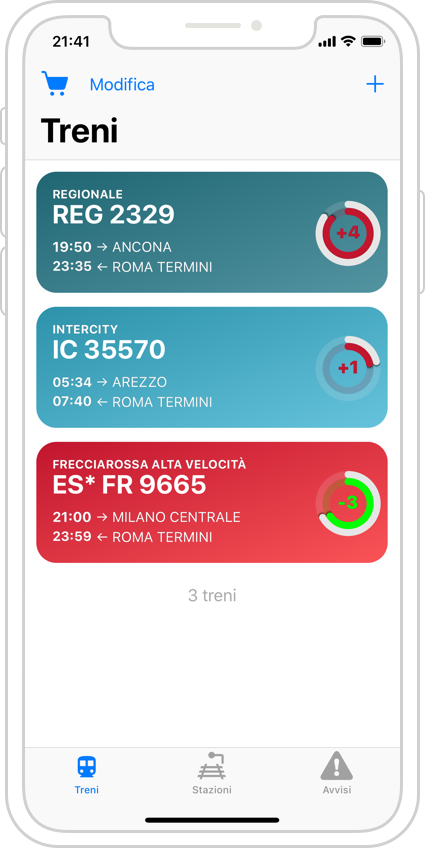 21:41
Modifica
Treni
REGIONALE
REG 2329
+4
19:50 → ANCONA
23:35 ← ROMA TERMINI
INTERCITY
IC 35570
+1
05:34 → AREZZO
07:40 ← ROMA TERMINI
FRECCIAROSSA ALTA VELOCITÀ
ES* FR 9665
-3
21:00 → MILANO CENTRALE
23:59 ← ROMA TERMINI
3 treni
Treni
Stazioni
Avvisi